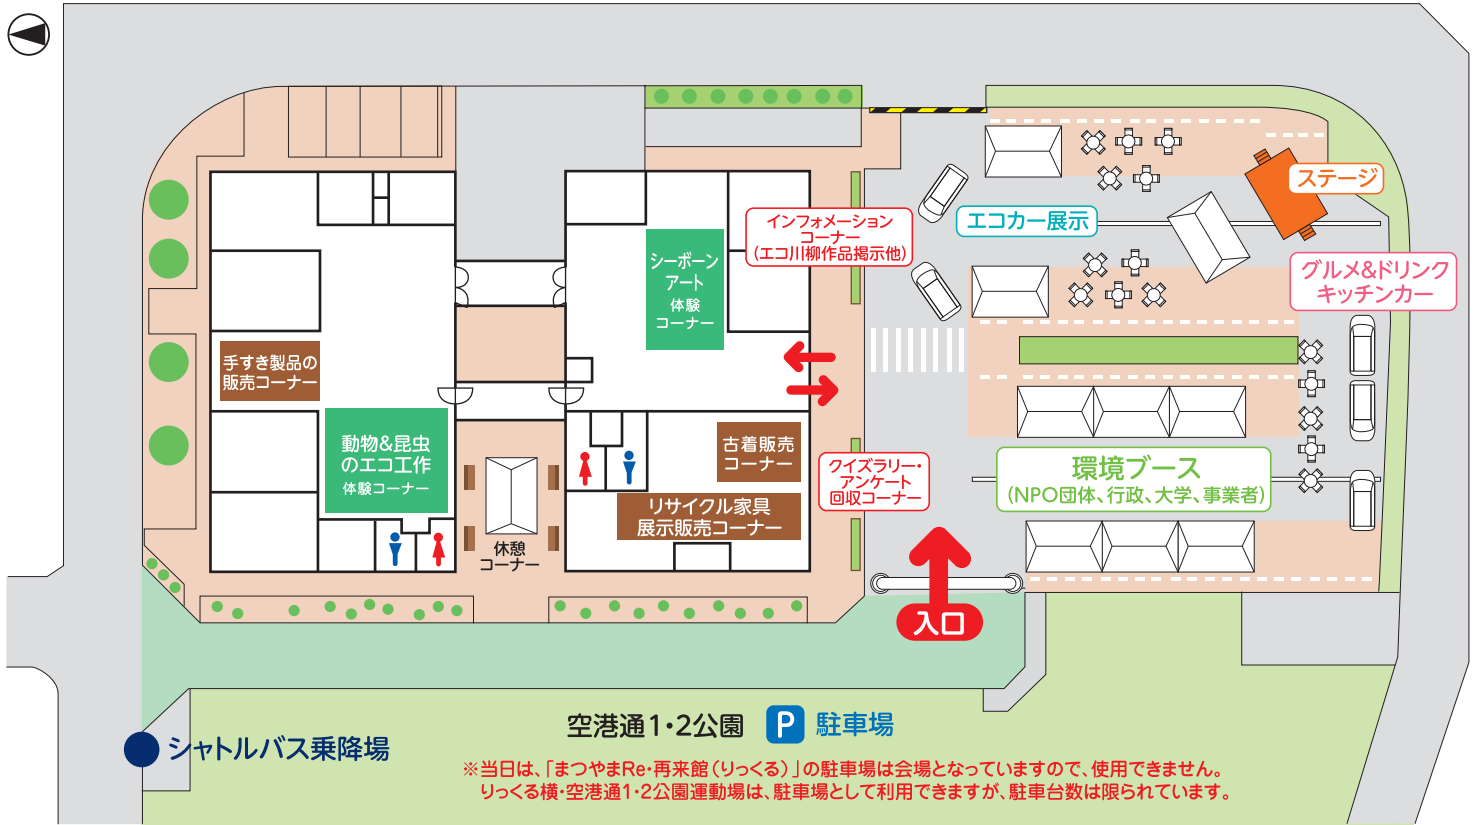 ステージ
エコカー展示
インフォメーション
コーナー
(エコ川柳作品掲示他)
シーボーン
アート
体験
コーナー
グルメ&ドリンク
キッチンカー
手すき製品の
販売コーナー
動物&昆虫
のエコ工作
体験コーナー
古着販売
コーナー
クイズラリー・
アンケート
回収コーナー
環境ブース
(NPO団体、行政、大学、事業者)
リサイクル家具
展示販売コーナー
休憩
コーナー
入口
空港通1・2公園 P 駐車場
シャトルバス乗降場
※当日は、「まつやまRe・再来館(りっくる)」の駐車場は会場となっていますので、使用できません。
りっくる横・空港通1・2公園運動場は、駐車場として利用できますが、駐車台数は限られています。